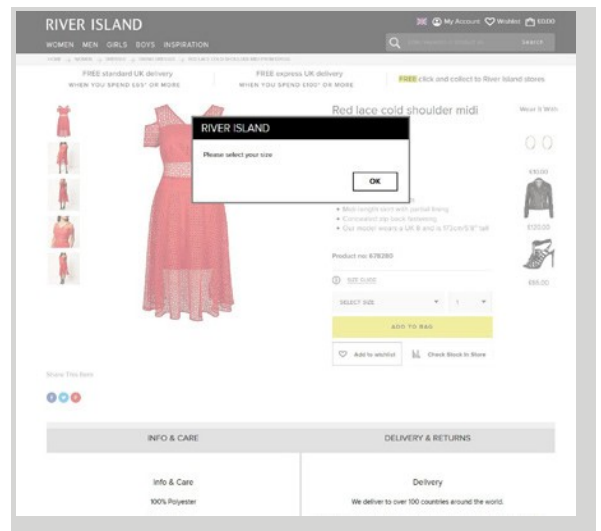 RIVER ISLAND
My Account Wishlist £0.00
WOMEN MEN GIRLS BOYS INSPIRATION
Search
FREE standard UK delivery
WHEN YOU SPEND £65* OR MORE
FREE express UK delivery
WHEN YOU SPEND £100* OR MORE
FREE click and collect to River Island stores
Red lace cold shoulder midi
Wear It With
RIVER ISLAND
Please select your size
OK
£10.00
• Midi length skirt with partial lining
• Concealed zip back fastening
• Our model wears a UK 8 and is 173cm/5'8" tall
£120.00
Product no: 678280
SIZE GUIDE
SELECT SIZE 1
ADD TO BAG
Add to wishlist Check Stock In Store
Share This Item
INFO & CARE
DELIVERY & RETURNS
Info & Care
100% Polyester
Delivery
We deliver to over 100 countries around the world.